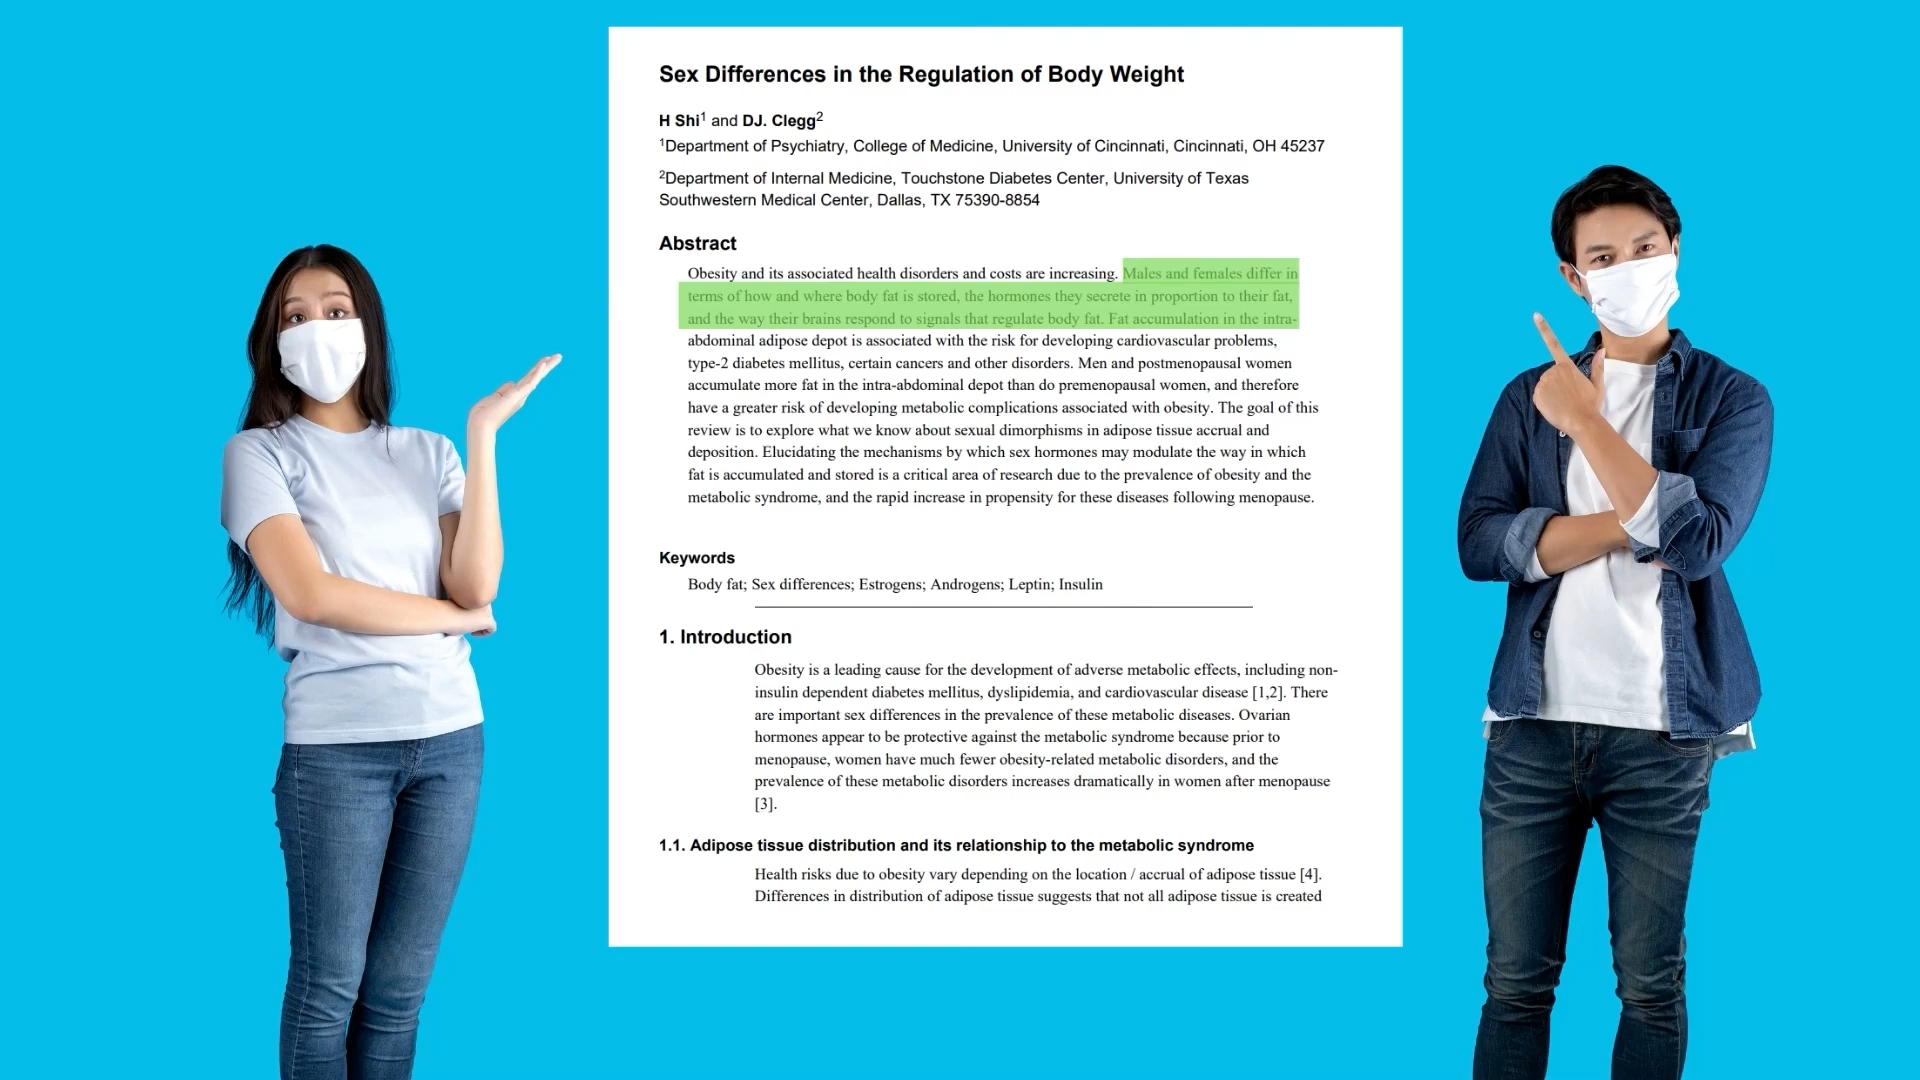 Sex Differences in the Regulation of Body Weight
H Shi1 and DJ. Clegg2
1Department of Psychiatry, College of Medicine, University of Cincinnati, Cincinnati, OH 45237
2Department of Internal Medicine, Touchstone Diabetes Center, University of Texas
Southwestern Medical Center, Dallas, TX 75390-8854
Abstract
Obesity and its associated health disorders and costs are increasing. Males and females differ in
terms of how and where body fat is stored, the hormones they secrete in proportion to their fat,
and the way their brains respond to signals that regulate body fat. Fat accumulation in the intra-
abdominal adipose depot is associated with the risk for developing cardiovascular problems,
type-2 diabetes mellitus, certain cancers and other disorders. Men and postmenopausal women
accumulate more fat in the intra-abdominal depot than do premenopausal women, and therefore
have a greater risk of developing metabolic complications associated with obesity. The goal of this
review is to explore what we know about sexual dimorphisms in adipose tissue accrual and
deposition. Elucidating the mechanisms by which sex hormones may modulate the way in which
fat is accumulated and stored is a critical area of research due to the prevalence of obesity and the
metabolic syndrome, and the rapid increase in propensity for these diseases following menopause.
Keywords
Body fat; Sex differences; Estrogens; Androgens; Leptin; Insulin
1. Introduction
Obesity is a leading cause for the development of adverse metabolic effects, including non-
insulin dependent diabetes mellitus, dyslipidemia, and cardiovascular disease [1,2]. There
are important sex differences in the prevalence of these metabolic diseases. Ovarian
hormones appear to be protective against the metabolic syndrome because prior to
menopause, women have much fewer obesity-related metabolic disorders, and the
prevalence of these metabolic disorders increases dramatically in women after menopause
[3].
1.1. Adipose tissue distribution and its relationship to the metabolic syndrome
Health risks due to obesity vary depending on the location / accrual of adipose tissue [4].
Differences in distribution of adipose tissue suggests that not all adipose tissue is created